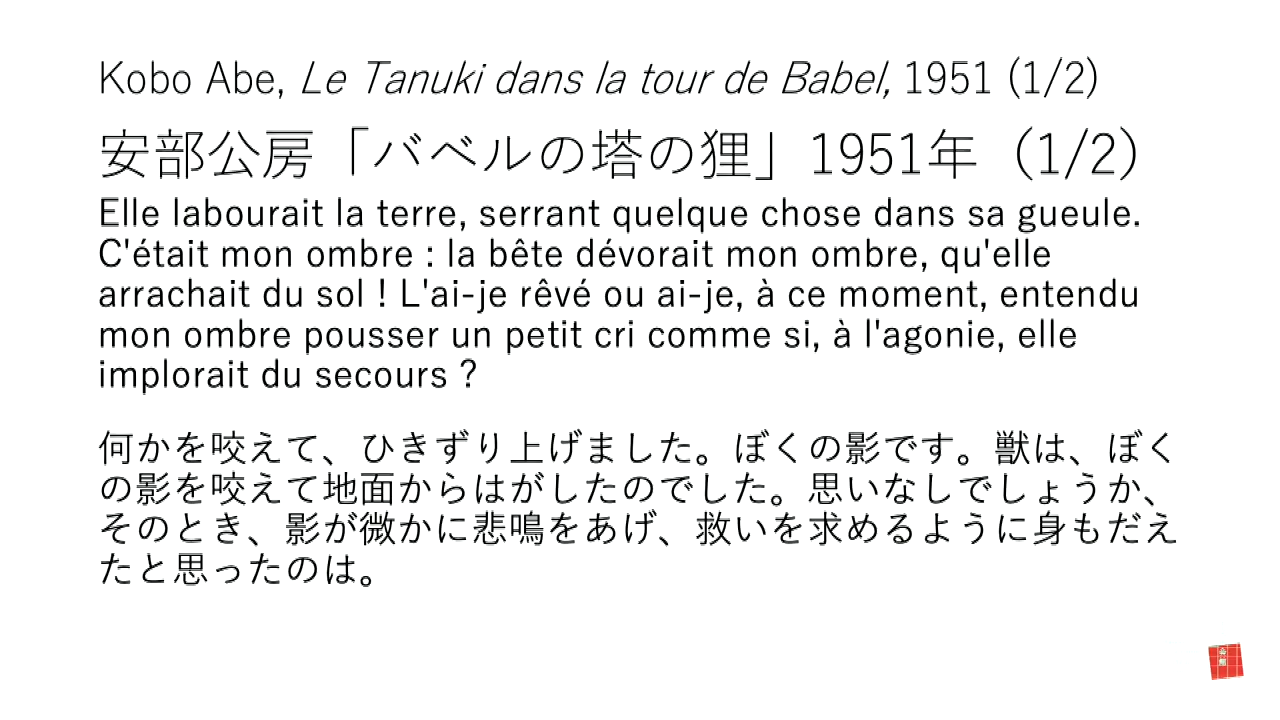 Kobo Abe, Le Tanuki dans la tour de Babel, 1951 (1/2)
安部公房「バベルの塔の狸」1951年（1/2）
Elle labourait la terre, serrant quelque chose dans sa gueule.
C'était mon ombre : la bête dévorait mon ombre, qu'elle
arrachait du sol ! L'ai-je rêvé ou ai-je, à ce moment, entendu
mon ombre pousser un petit cri comme si, à l'agonie, elle
implorait du secours ?
何かを咬えて、ひきずり上げました。ぼくの影です。獣は、ぼく
の影を咬えて地面からはがしたのでした。思いなしでしょうか、
そのとき、影が微かに悲鳴をあげ、救いを求めるように身もだえ
たと思ったのは。